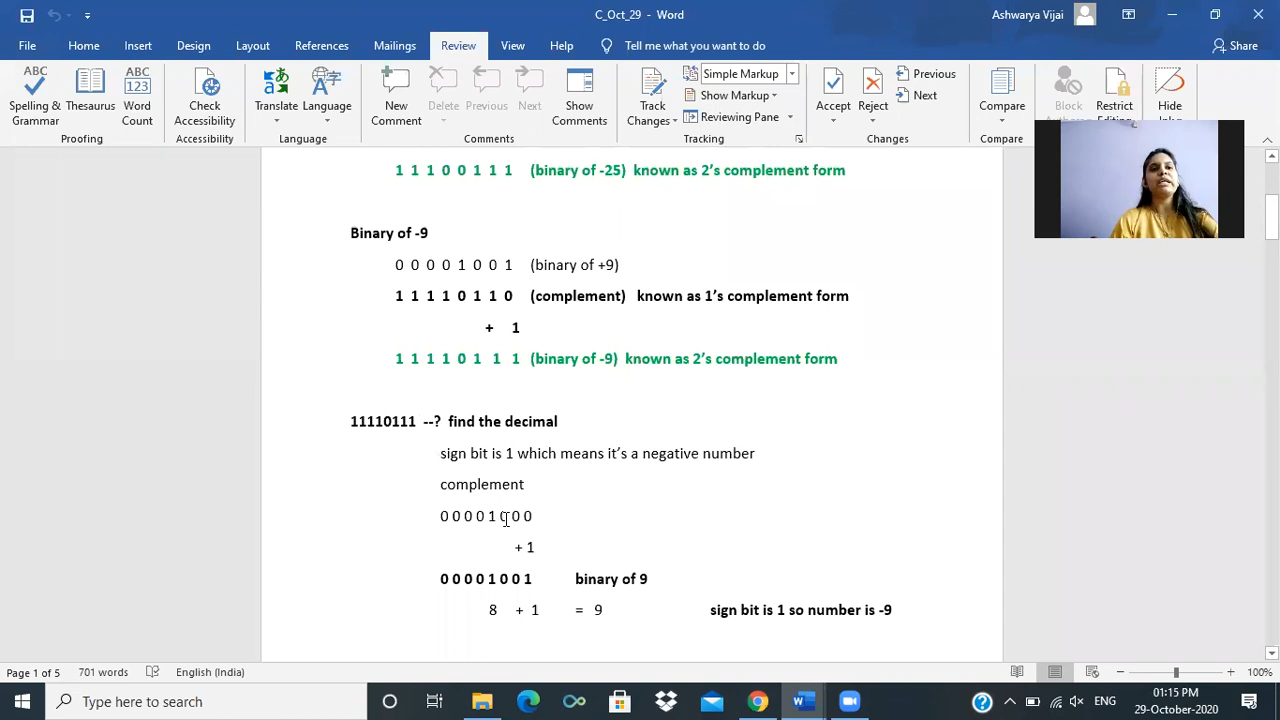 C_Oct_29 - Word
Ashwarya Vijai
File Home Insert Design Layout References Mailings Review View Help Tell me what you want to do Share
ABC
Spelling & Grammar
Thesaurus
ABC 123
Word Count
Check Accessibility
Translate
Language
New Comment
Delete
Previous
Next
Show Comments
Track Changes
Simple Markup
Show Markup
Reviewing Pane
Accept
Reject
Previous
Next
Compare
Block
Restrict Editing
Hide
Proofing Accessibility Language Comments Tracking Changes Compare
1 1 1 0 0 1 1 1 (binary of -25) known as 2’s complement form
Binary of -9
0 0 0 0 1 0 0 1 (binary of +9)
1 1 1 1 0 1 1 0 (complement) known as 1’s complement form
+ 1
1 1 1 1 0 1 1 1 (binary of -9) known as 2’s complement form
11110111 --? find the decimal
sign bit is 1 which means it’s a negative number
complement
0 0 0 0 1 0 0 0
+ 1
0 0 0 0 1 0 0 1 binary of 9
8 + 1 = 9 sign bit is 1 so number is -9
Page 1 of 5 701 words English (India) 100%
Type here to search
ENG
01:15 PM
29-October-2020